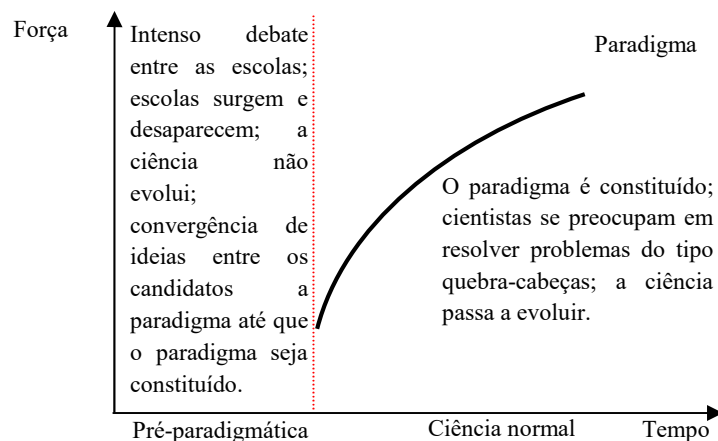 Força
Intenso debate
entre as escolas;
escolas surgem e
desaparecem; a
ciência não
evolui;
convergência de
ideias entre os
candidatos a
paradigma até que
o paradigma seja
constituído.
Paradigma
O paradigma é constituído;
cientistas se preocupam em
resolver problemas do tipo
quebra-cabeças; a ciência
passa a evoluir.
Pré-paradigmática
Ciência normal
Tempo